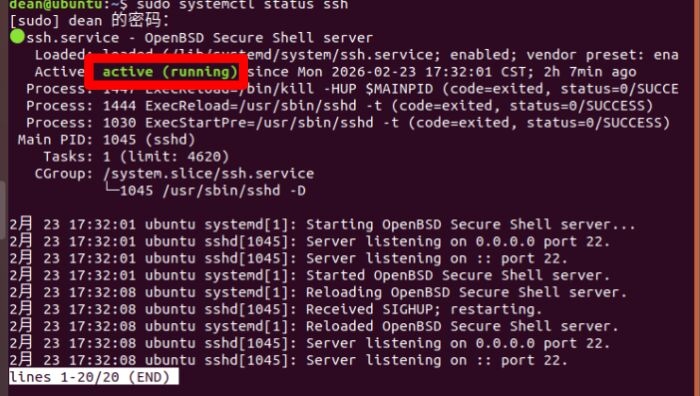 dean@ubuntu:~$ sudo systemctl status ssh
[sudo] dean 的密码：
●ssh.service - OpenBSD Secure Shell server
Loaded: loaded (/lib/systemd/system/ssh.service; enabled; vendor preset: ena
Active: active (running) since Mon 2026-02-23 17:32:01 CST; 2h 7min ago
Process: 1447 ExecReload=/bin/kill -HUP $MAINPID (code=exited, status=0/SUCCE
Process: 1444 ExecReload=/usr/sbin/sshd -t (code=exited, status=0/SUCCESS)
Process: 1030 ExecStartPre=/usr/sbin/sshd -t (code=exited, status=0/SUCCESS)
Main PID: 1045 (sshd)
Tasks: 1 (limit: 4620)
CGroup: /system.slice/ssh.service
└─1045 /usr/sbin/sshd -D
2月 23 17:32:01 ubuntu systemd[1]: Starting OpenBSD Secure Shell server...
2月 23 17:32:01 ubuntu sshd[1045]: Server listening on 0.0.0.0 port 22.
2月 23 17:32:01 ubuntu sshd[1045]: Server listening on :: port 22.
2月 23 17:32:01 ubuntu systemd[1]: Started OpenBSD Secure Shell server.
2月 23 17:32:08 ubuntu systemd[1]: Reloading OpenBSD Secure Shell server.
2月 23 17:32:08 ubuntu sshd[1045]: Received SIGHUP; restarting.
2月 23 17:32:08 ubuntu systemd[1]: Reloaded OpenBSD Secure Shell server.
2月 23 17:32:08 ubuntu sshd[1045]: Server listening on 0.0.0.0 port 22.
2月 23 17:32:08 ubuntu sshd[1045]: Server listening on :: port 22.
lines 1-20/20 (END)